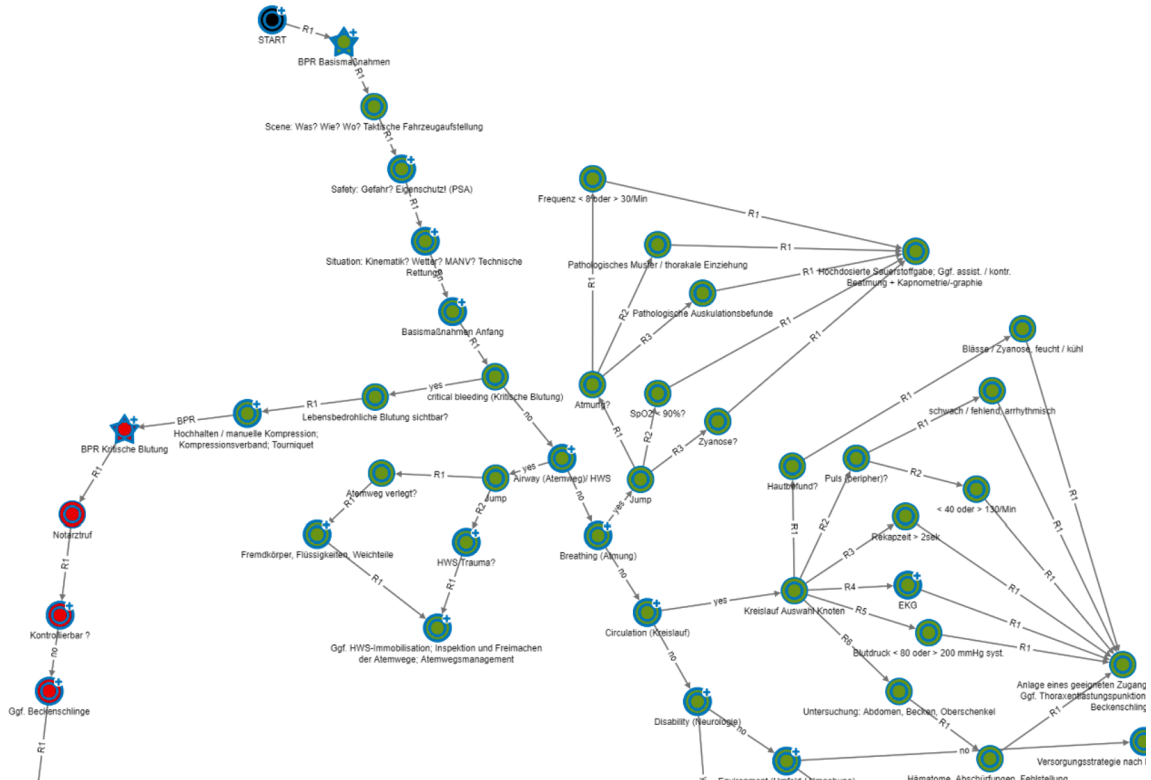 R1
START
BPR Basismaßnahmen
R1
Scene: Was? Wie? Wo? Taktische Fahrzeugaufstellung
R1
Safety: Gefahr? Eigenschutz! (PSA)
R1
Situation: Kinematik? Wetter? MANV? Technische
Rettung?
Basismaßnahmen Anfang
R1
critical bleeding (Kritische Blutung)
yes
Lebensbedrohliche Blutung sichtbar?
R1
Hochhalten / manuelle Kompression;
Kompressionsverband; Tourniquet
BPR
BPR Kritische Blutung
R1
Notarztruf
R1
Kontrollierbar ?
no
Ggf. Beckenschlinge
R1
no
Airway (Atemweg)/ HWS
yes
Jump
R1
Atemweg verlegt?
R1
Fremdkörper, Flüssigkeiten, Weichteile
R1
R2
HWS Trauma?
R1
Ggf. HWS-Immobilisation; Inspektion und Freimachen
der Atemwege; Atemwegsmanagement
no
Breathing (Atmung)
yes
Jump
R1
R2
R3
Atmung?
SpO2 < 90%?
Zyanose?
R1
R2
R3
Frequenz < 8 oder > 30/Min
Pathologisches Muster / thorakale Einziehung
Pathologische Auskulationsbefunde
R1
R1
R1
R1
R1
Hochdosierte Sauerstoffgabe; Ggf. assist. / kontr.
Beatmung + Kapnometrie/-graphie
no
Circulation (Kreislauf)
yes
Kreislauf Auswahl Knoten
R1
R2
R3
R4
R5
R6
Hautbefund?
R1
Blässe / Zyanose, feucht / kühl
R1
Puls (peripher)?
R1
schwach / fehlend, arrhythmisch
R1
R2
< 40 oder > 130/Min
R1
Rekapzeit > 2sek
R1
EKG
R1
Blutdruck < 80 oder > 200 mmHg syst.
R1
Untersuchung: Abdomen, Becken, Oberschenkel
R1
Hämatome, Abschürfungen, Fehlstellung
R1
Anlage eines geeigneten Zugang
Ggf. Thoraxentlastungspunktion
Beckenschling
no
Disability (Neurologie)
no
no
Versorgungsstrategie nach